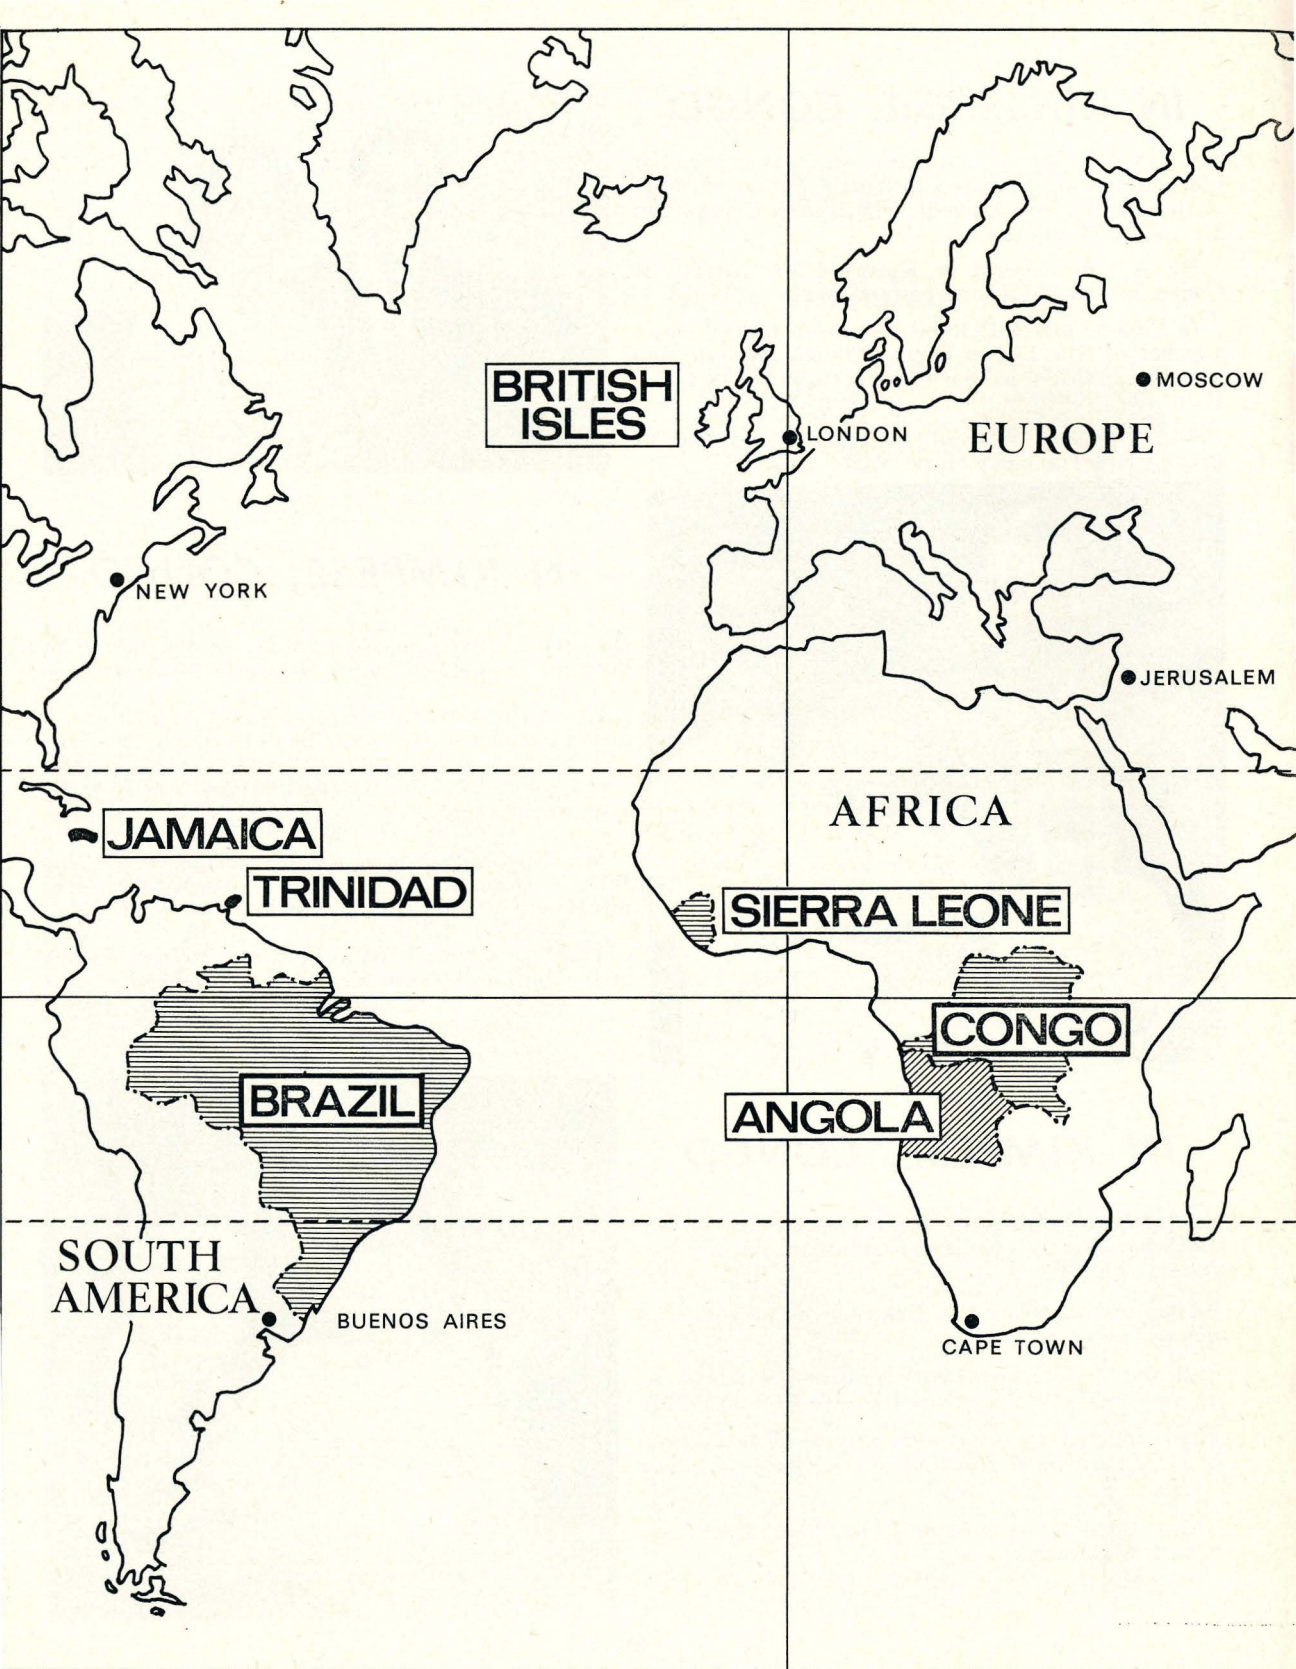 BRITISH
ISLES
MOSCOW
LONDON
EUROPE
NEW YORK
JERUSALEM
AFRICA
JAMAICA
TRINIDAD
SIERRA LEONE
CONGO
BRAZIL
ANGOLA
SOUTH
AMERICA
BUENOS AIRES
CAPE TOWN